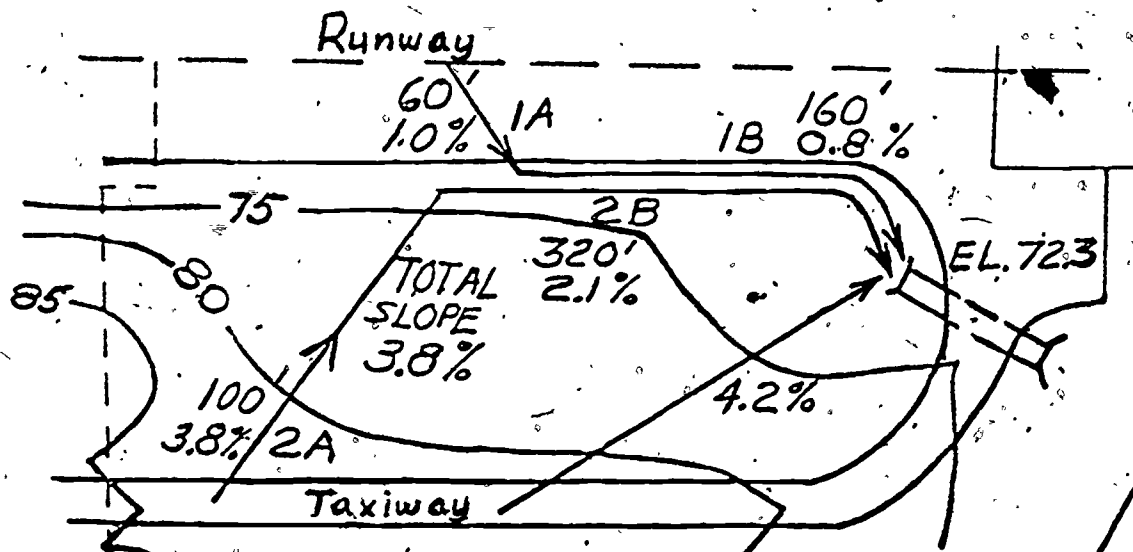 Runway
60'
1.0%
1A
1B
160'
0.8%
75
2B
320'
2.1%
EL. 72.3
80
85
TOTAL
SLOPE
3.8%
100'
3.8%
2A
4.2%
Taxiway